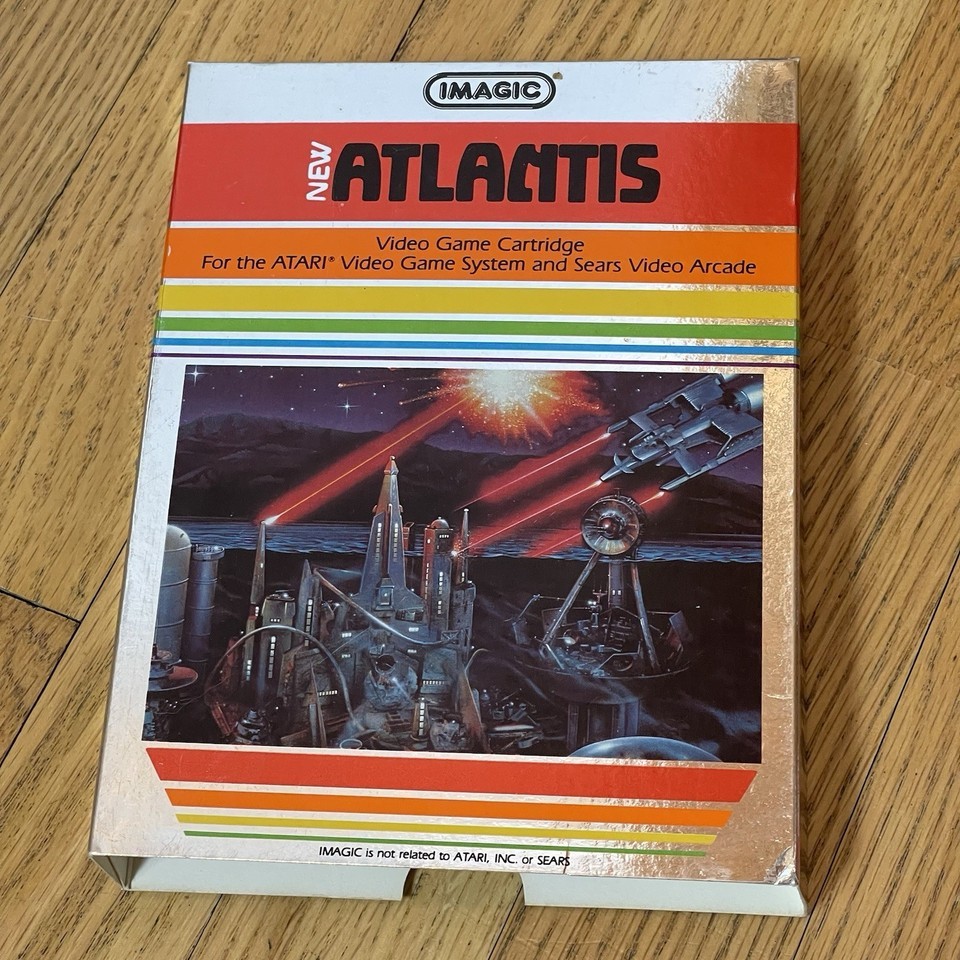 IMAGIC
NEW ATLANTIS
Video Game Cartridge
For the ATARI® Video Game System and Sears Video Arcade
IMAGIC is not related to ATARI, INC. or SEARS